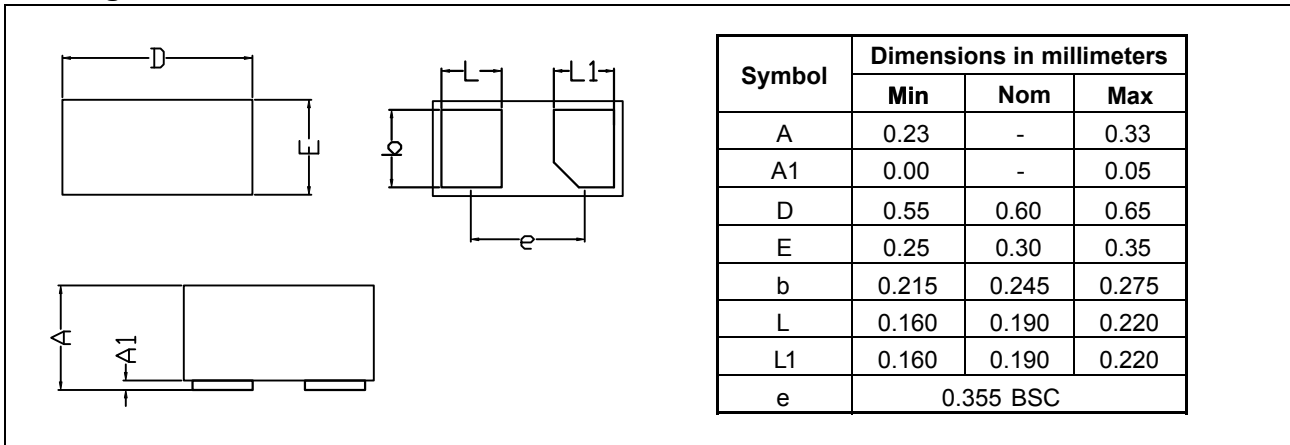 D
E
L
L1
b
e
A
A1
Symbol Dimensions in millimeters
Min Nom Max
A 0.23 - 0.33
A1 0.00 - 0.05
D 0.55 0.60 0.65
E 0.25 0.30 0.35
b 0.215 0.245 0.275
L 0.160 0.190 0.220
L1 0.160 0.190 0.220
e 0.355 BSC